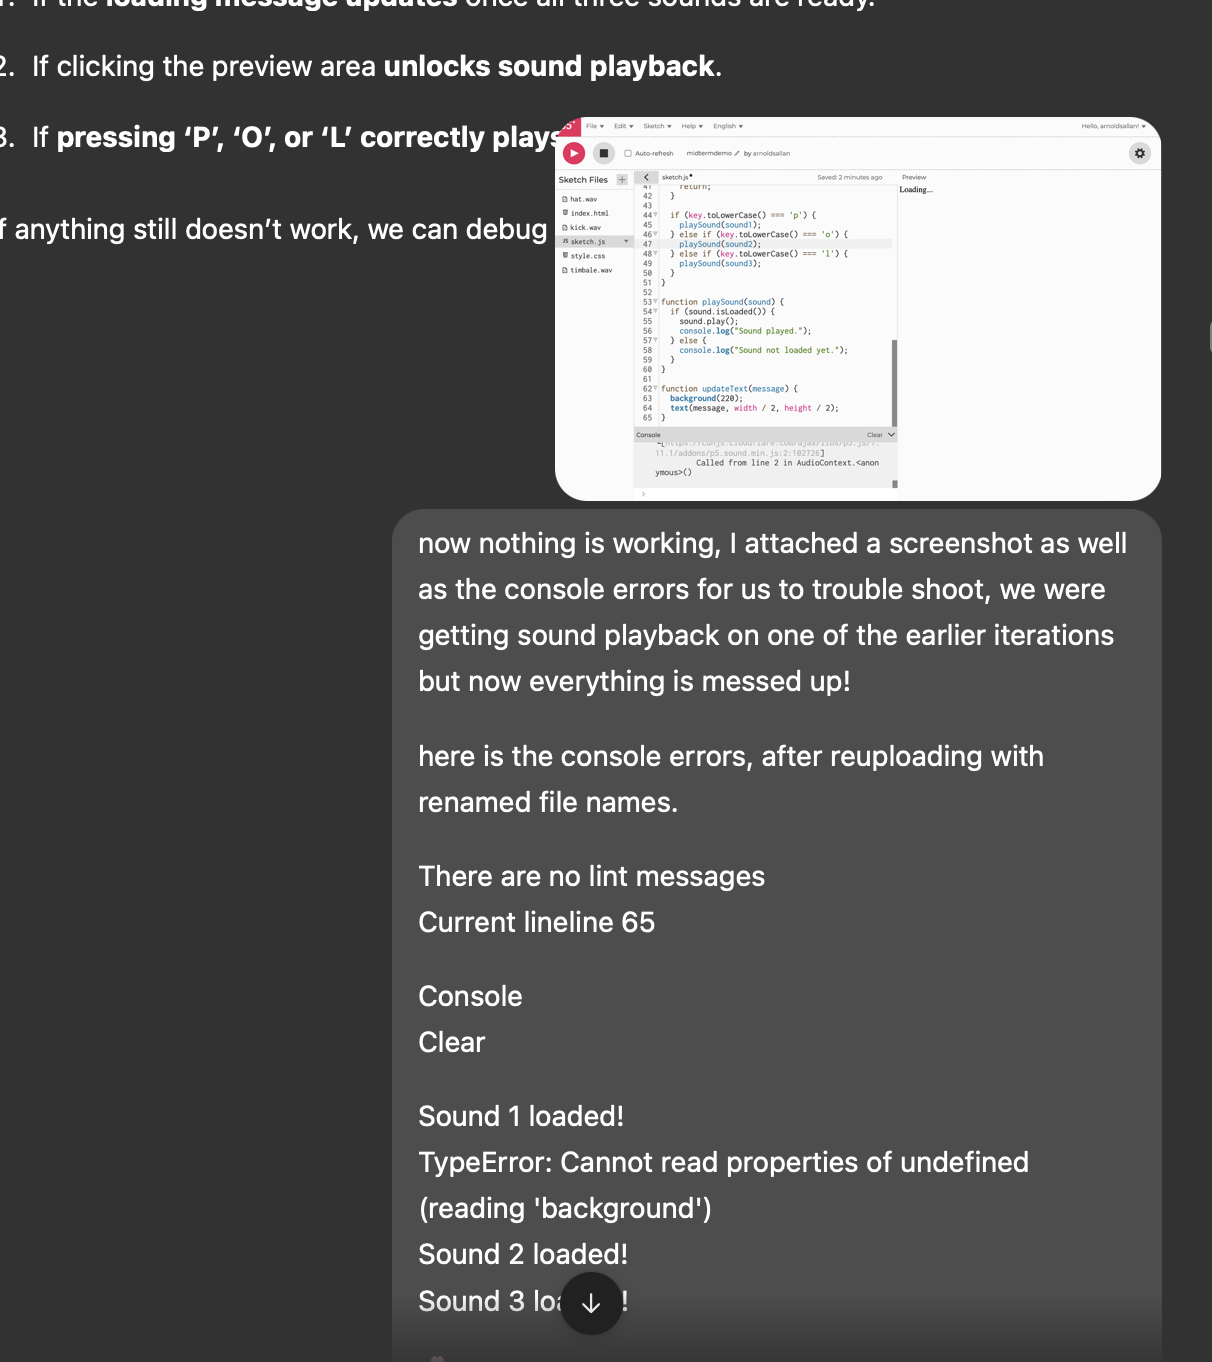 If the loading message updates once all three sounds are ready.
2. If clicking the preview area unlocks sound playback.
3. If pressing ‘P’, ‘O’, or ‘L’ correctly plays
f anything still doesn’t work, we can debug
File Edit Sketch Help English Hello, arnoldsallan!
Auto-refresh midtermdemo by arnoldsallan
Sketch Files + < sketch.js Saved: 2 minutes ago Preview
hat.wav
index.html
kick.wav
JS sketch.js
style.css
timbale.wav
Loading...
41 return;
42 }
43
44 if (key.toLowerCase() === 'p') {
45 playSound(sound1);
46 } else if (key.toLowerCase() === 'o') {
47 playSound(sound2);
48 } else if (key.toLowerCase() === 'l') {
49 playSound(sound3);
50 }
51 }
52
53 function playSound(sound) {
54 if (sound.isLoaded()) {
55 sound.play();
56 console.log("Sound played.");
57 } else {
58 console.log("Sound not loaded yet.");
59 }
60 }
61
62 function updateText(message) {
63 background(220);
64 text(message, width / 2, height / 2);
65 }
Console Clear
11.1/addons/p5.sound.min.js:2:102726]
Called from line 2 in AudioContext.<anon
ymous>()
>
now nothing is working, I attached a screenshot as well
as the console errors for us to trouble shoot, we were
getting sound playback on one of the earlier iterations
but now everything is messed up!
here is the console errors, after reuploading with
renamed file names.
There are no lint messages
Current lineline 65
Console
Clear
Sound 1 loaded!
TypeError: Cannot read properties of undefined
(reading 'background')
Sound 2 loaded!
Sound 3 loa !